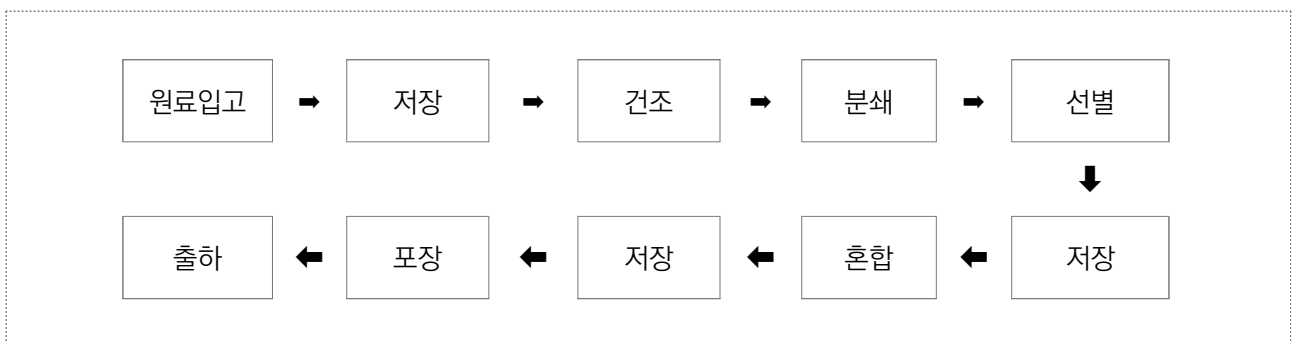 원료입고 ➡ 저장 ➡ 건조 ➡ 분쇄 ➡ 선별
⬇
출하 ⬅ 포장 ⬅ 저장 ⬅ 혼합 ⬅ 저장